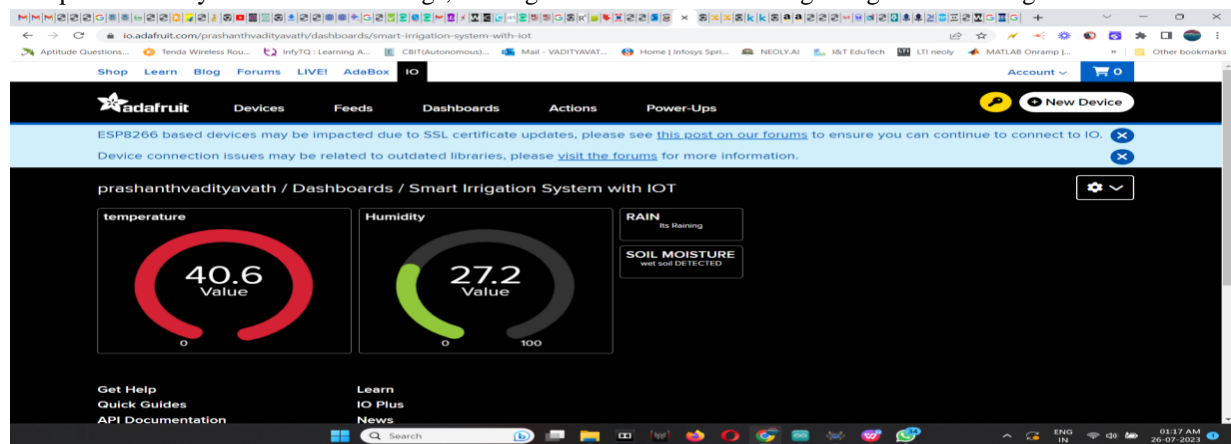 io.adafruit.com/prashanthvadityavath/dashboards/smart-irrigation-system-with-iot
Aptitude Questions... Tenda Wireless Rou... InfyTQ : Learning A... CBIT(Autonomous)... Mail - VADITYAVAT... Home | Infosys Spri... NEOLY.AI l&T EduTech LTI neoly MATLAB Onramp |... » Other bookmarks
Shop Learn Blog Forums LIVE! AdaBox IO Account 0
adafruit Devices Feeds Dashboards Actions Power-Ups New Device
ESP8266 based devices may be impacted due to SSL certificate updates, please see this post on our forums to ensure you can continue to connect to IO.
Device connection issues may be related to outdated libraries, please visit the forums for more information.
prashanthvadityavath / Dashboards / Smart Irrigation System with IOT
temperature
40.6
Value
0
Humidity
27.2
Value
0 100
RAIN
Its Raining
SOIL MOISTURE
wet soil DETECTED
Get Help Learn
Quick Guides IO Plus
API Documentation News
Search ENG 01:17 AM
IN 26-07-2023